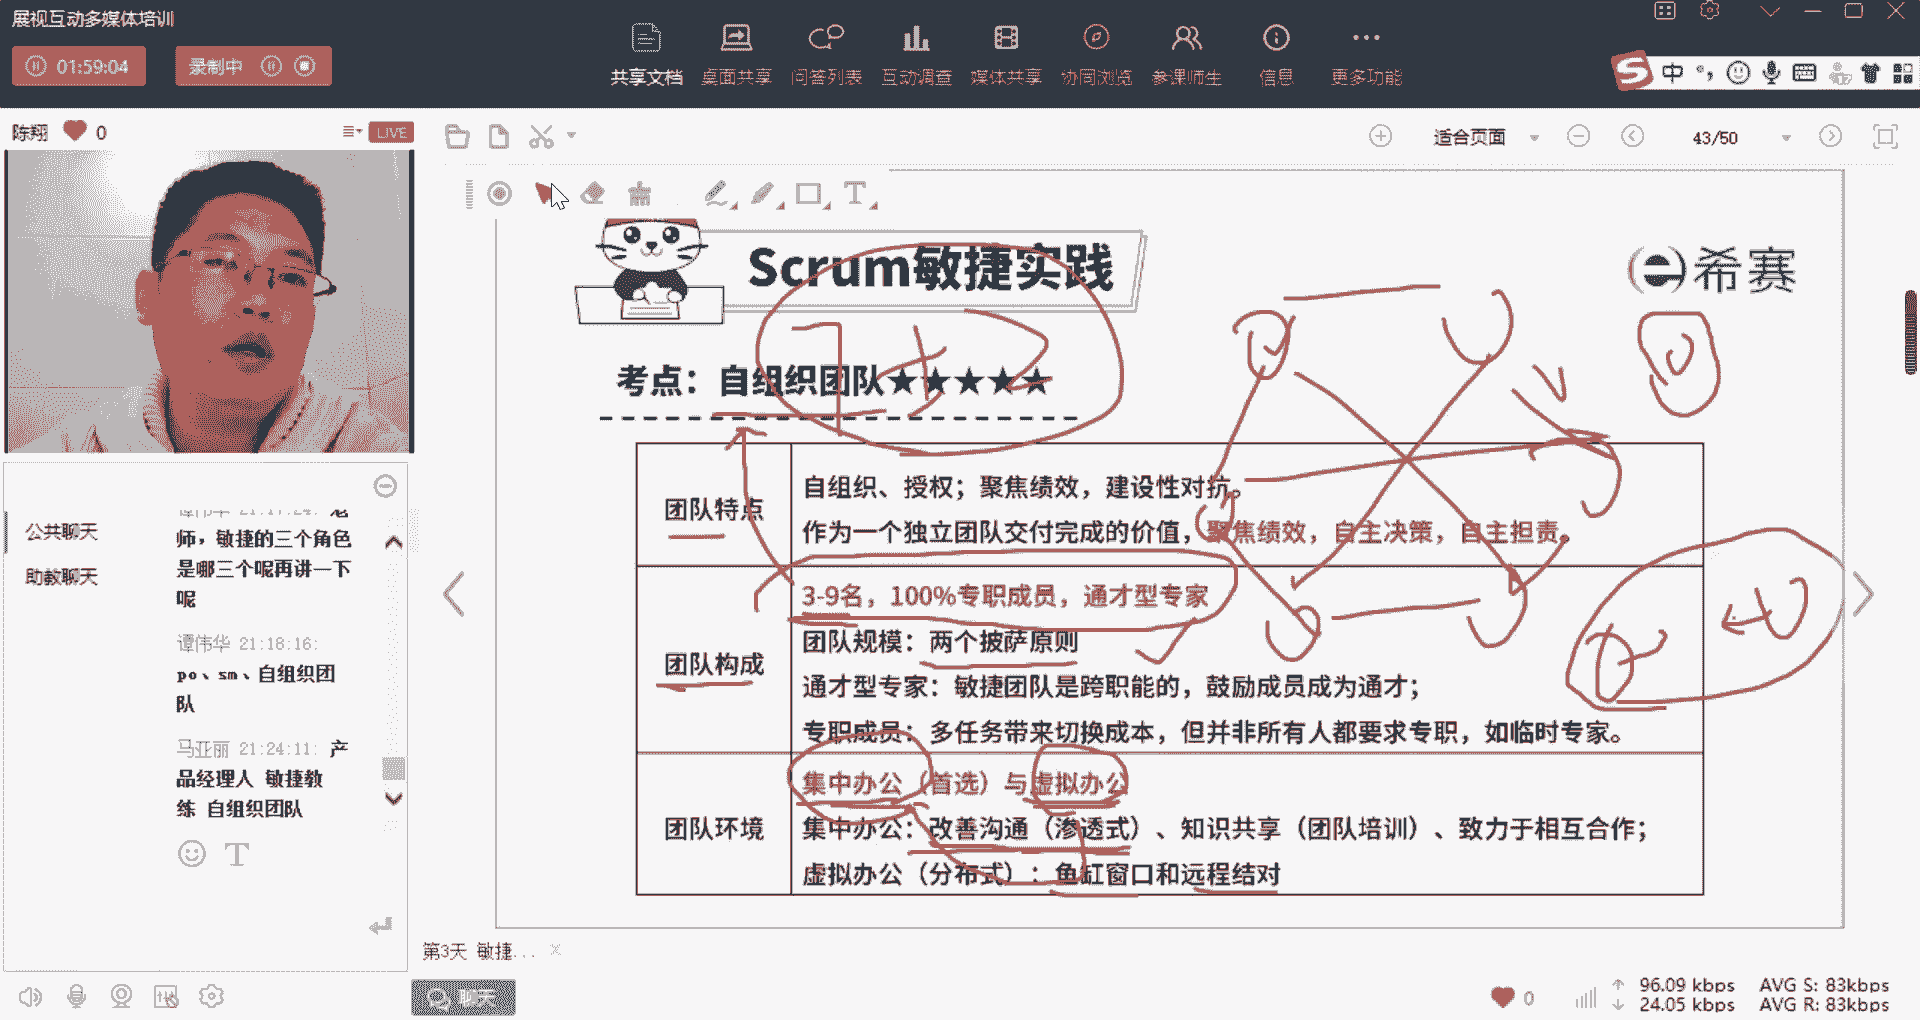 展视互动多媒体培训
01:59:04
录制中
共享文档
桌面共享
问答列表
互动调查
媒体共享
协同浏览
参课师生
信息
更多功能
中
陈翔
0
LIVE
适合页面
43/50
公共聊天
助教聊天
师，敏捷的三个角色
是哪三个呢再讲一下
呢
谭伟华 21:18:16:
po、sm、自组织团
队
马亚丽 21:24:11: 产
品经理人 敏捷教
练 自组织团队
Scrum敏捷实践
希赛
7±2
考点：自组织团队★★★★★
团队特点
自组织、授权；聚焦绩效，建设性对抗。
作为一个独立团队交付完成的价值，聚焦绩效，自主决策，自主担责。
团队构成
3-9名，100%专职成员，通才型专家
团队规模：两个披萨原则
通才型专家：敏捷团队是跨职能的，鼓励成员成为通才；
专职成员：多任务带来切换成本，但并非所有人都要求专职，如临时专家。
团队环境
集中办公（首选）与虚拟办公
集中办公：改善沟通（渗透式）、知识共享（团队培训）、致力于相互合作；
虚拟办公（分布式）：鱼缸窗口和远程结对
第3天 敏捷...
聊天
0
96.09 kbps
24.05 kbps
AVG S: 83kbps
AVG R: 83kbps